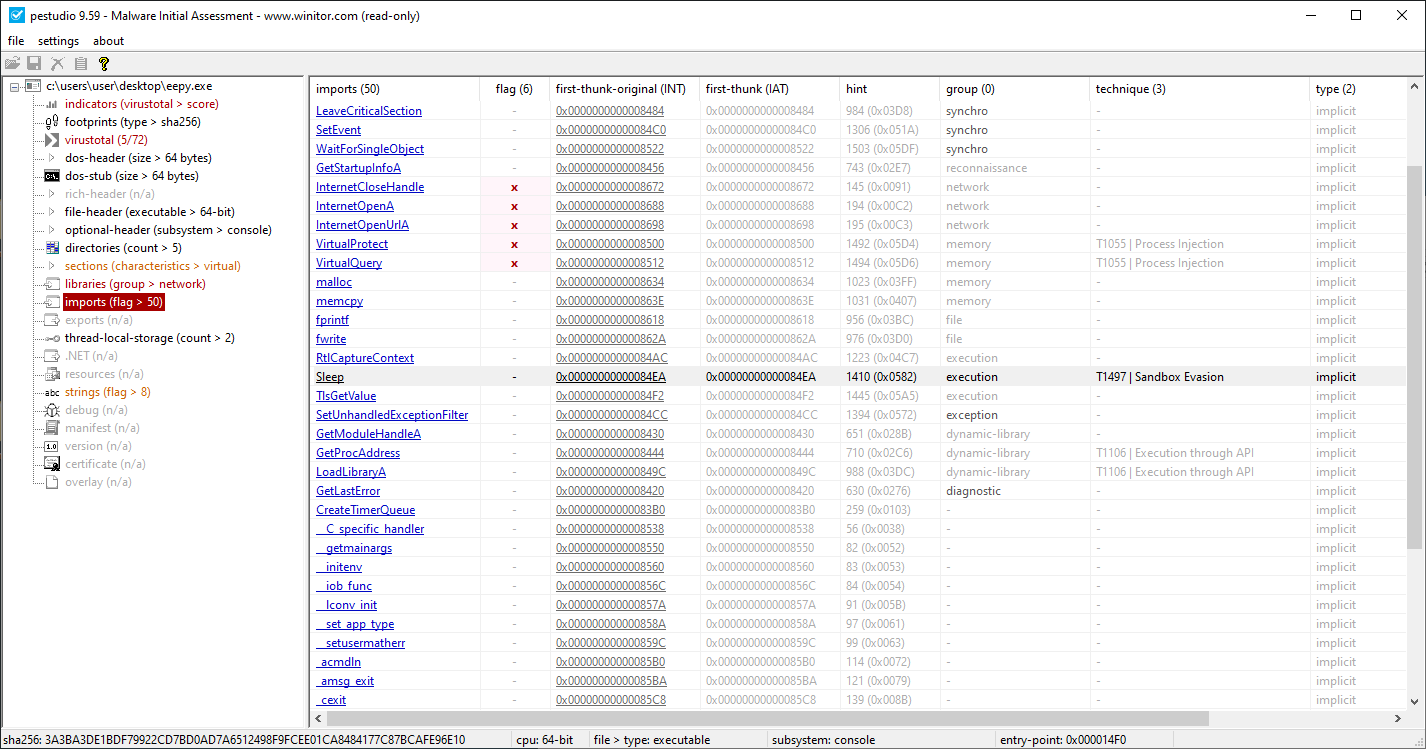 pestudio 9.59 - Malware Initial Assessment - www.winitor.com (read-only)
file settings about
c:\users\user\desktop\eepy.exe
indicators (virustotal > score)
footprints (type > sha256)
virustotal (5/72)
dos-header (size > 64 bytes)
dos-stub (size > 64 bytes)
rich-header (n/a)
file-header (executable > 64-bit)
optional-header (subsystem > console)
directories (count > 5)
sections (characteristics > virtual)
libraries (group > network)
imports (flag > 50)
exports (n/a)
thread-local-storage (count > 2)
.NET (n/a)
resources (n/a)
abc strings (flag > 8)
debug (n/a)
manifest (n/a)
1.0 version (n/a)
certificate (n/a)
overlay (n/a)
imports (50) flag (6) first-thunk-original (INT) first-thunk (IAT) hint group (0) technique (3) type (2)
LeaveCriticalSection - 0x0000000000008484 0x0000000000008484 984 (0x03D8) synchro - implicit
SetEvent - 0x00000000000084C0 0x00000000000084C0 1306 (0x051A) synchro - implicit
WaitForSingleObject - 0x0000000000008522 0x0000000000008522 1503 (0x05DF) synchro - implicit
GetStartupInfoA - 0x0000000000008456 0x0000000000008456 743 (0x02E7) reconnaissance - implicit
InternetCloseHandle x 0x0000000000008672 0x0000000000008672 145 (0x0091) network - implicit
InternetOpenA x 0x0000000000008688 0x0000000000008688 194 (0x00C2) network - implicit
InternetOpenUrlA x 0x0000000000008698 0x0000000000008698 195 (0x00C3) network - implicit
VirtualProtect x 0x0000000000008500 0x0000000000008500 1492 (0x05D4) memory T1055 | Process Injection implicit
VirtualQuery x 0x0000000000008512 0x0000000000008512 1494 (0x05D6) memory T1055 | Process Injection implicit
malloc - 0x0000000000008634 0x0000000000008634 1023 (0x03FF) memory - implicit
memcpy - 0x000000000000863E 0x000000000000863E 1031 (0x0407) memory - implicit
fprintf - 0x0000000000008618 0x0000000000008618 956 (0x03BC) file - implicit
fwrite - 0x000000000000862A 0x000000000000862A 976 (0x03D0) file - implicit
RtlCaptureContext - 0x00000000000084AC 0x00000000000084AC 1223 (0x04C7) execution - implicit
Sleep - 0x00000000000084EA 0x00000000000084EA 1410 (0x0582) execution T1497 | Sandbox Evasion implicit
TlsGetValue - 0x00000000000084F2 0x00000000000084F2 1445 (0x05A5) execution - implicit
SetUnhandledExceptionFilter - 0x00000000000084CC 0x00000000000084CC 1394 (0x0572) exception - implicit
GetModuleHandleA - 0x0000000000008430 0x0000000000008430 651 (0x028B) dynamic-library - implicit
GetProcAddress - 0x0000000000008444 0x0000000000008444 710 (0x02C6) dynamic-library T1106 | Execution through API implicit
LoadLibraryA - 0x000000000000849C 0x000000000000849C 988 (0x03DC) dynamic-library T1106 | Execution through API implicit
GetLastError - 0x0000000000008420 0x0000000000008420 630 (0x0276) diagnostic - implicit
CreateTimerQueue - 0x00000000000083B0 0x00000000000083B0 259 (0x0103) - - implicit
__C_specific_handler - 0x0000000000008538 0x0000000000008538 56 (0x0038) - - implicit
__getmainargs - 0x0000000000008550 0x0000000000008550 82 (0x0052) - - implicit
__initenv - 0x0000000000008560 0x0000000000008560 83 (0x0053) - - implicit
__iob_func - 0x000000000000856C 0x000000000000856C 84 (0x0054) - - implicit
__lconv_init - 0x000000000000857A 0x000000000000857A 91 (0x005B) - - implicit
__set_app_type - 0x000000000000858A 0x000000000000858A 97 (0x0061) - - implicit
__setusermatherr - 0x000000000000859C 0x000000000000859C 99 (0x0063) - - implicit
_acmdln - 0x00000000000085B0 0x00000000000085B0 114 (0x0072) - - implicit
_amsg_exit - 0x00000000000085BA 0x00000000000085BA 121 (0x0079) - - implicit
_cexit - 0x00000000000085C8 0x00000000000085C8 139 (0x008B) - - implicit
sha256: 3A3BA3DE1BDF79922CD7BD0AD7A6512498F9FCEE01CA8484177C87BCAFE96E10 cpu: 64-bit file > type: executable subsystem: console entry-point: 0x000014F0